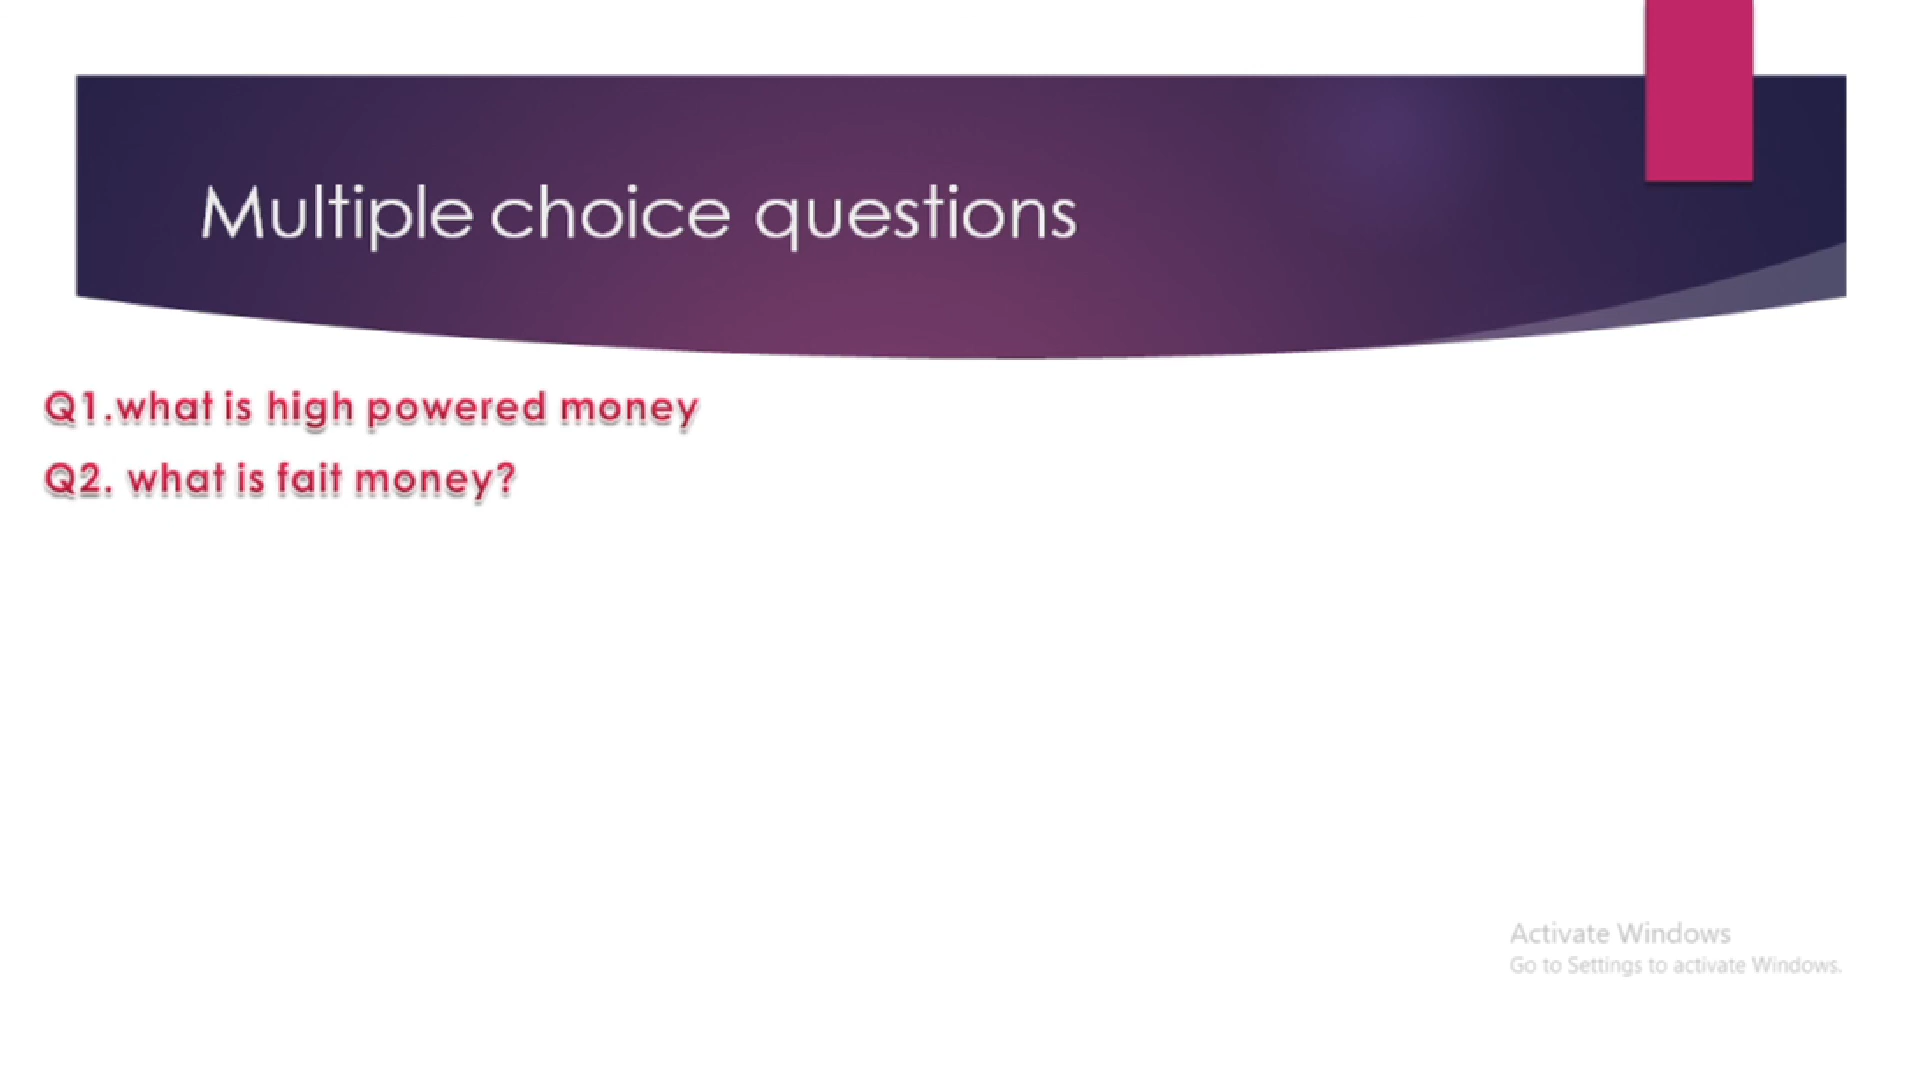 Multiple choice questions
Q1.what is high powered money
Q2. what is fait money?
Activate Windows
Go to Settings to activate Windows.